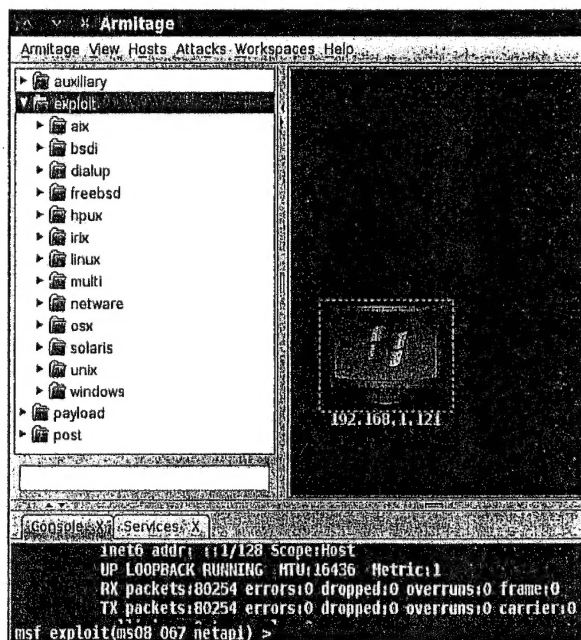 Armitage
Armitage View Hosts Attacks Workspaces Help
auxiliary
exploit
aix
bsdi
dialup
freebsd
hpux
irix
linux
multi
netware
osx
solaris
unix
windows
payload
post
192.168.1.121
Console X Services X
inet6 addr: ::1/128 Scope:Host
UP LOOPBACK RUNNING MTU:16436 Metric:1
RX packets:80254 errors:0 dropped:0 overruns:0 frame:0
TX packets:80254 errors:0 dropped:0 overruns:0 carrier:0
msf exploit(ms08_067_netapi) >